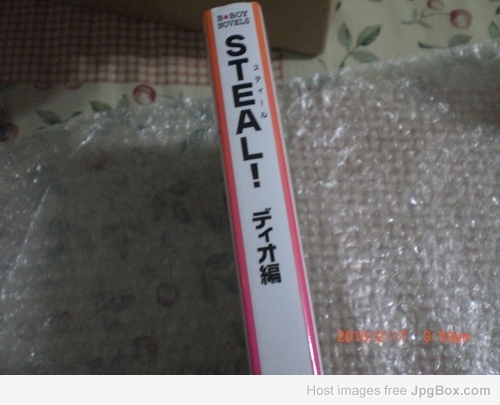 B★BOY
NOVELS
STEAL!
スティール
ディオ編
Host images free JpgBox.com